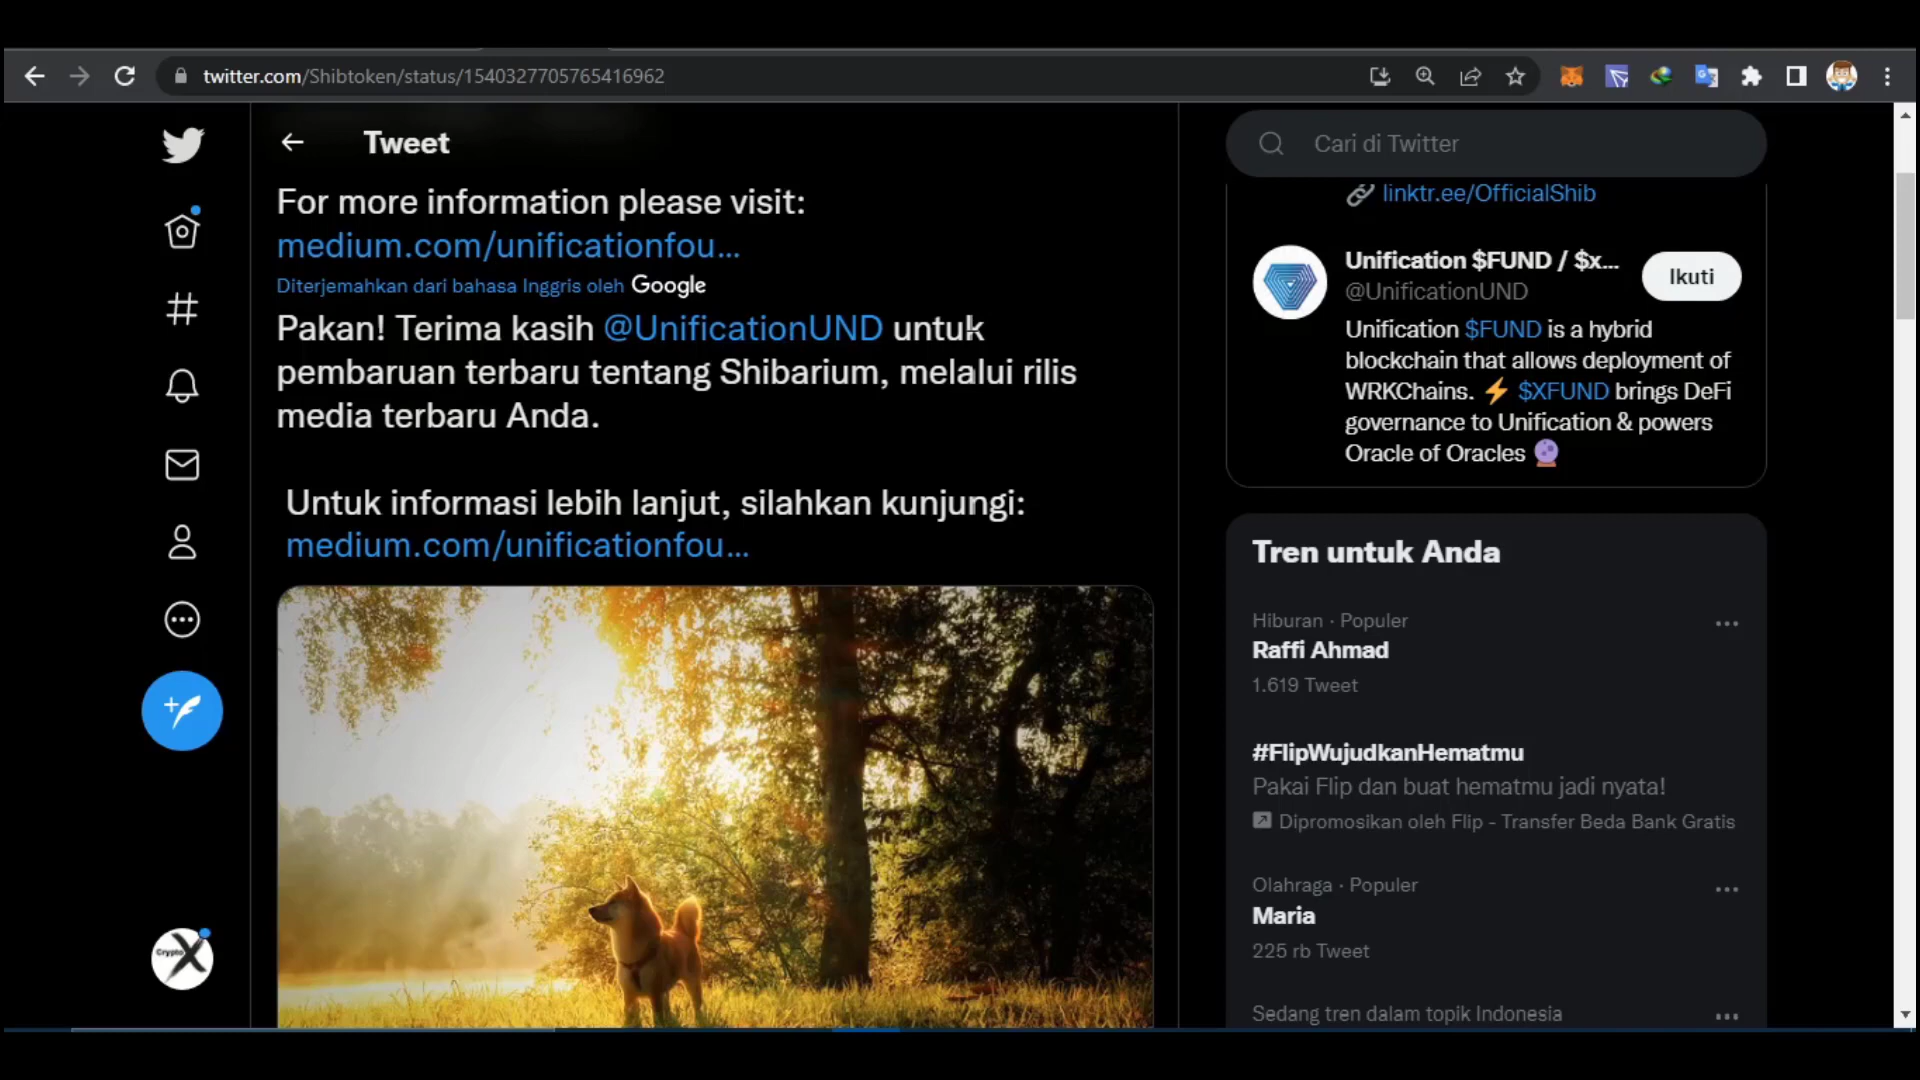 twitter.com/Shibtoken/status/1540327705765416962
Tweet
For more information please visit:
medium.com/unificationfou...
Diterjemahkan dari bahasa Inggris oleh Google
Pakan! Terima kasih @UnificationUND untuk
pembaruan terbaru tentang Shibarium, melalui rilis
media terbaru Anda.
Untuk informasi lebih lanjut, silahkan kunjungi:
medium.com/unificationfou...
Crypto X
Cari di Twitter
linktr.ee/OfficialShib
Unification $FUND / $x...
@UnificationUND
Ikuti
Unification $FUND is a hybrid
blockchain that allows deployment of
WRKChains. ⚡ $XFUND brings DeFi
governance to Unification & powers
Oracle of Oracles 🔮
Tren untuk Anda
Hiburan · Populer
Raffi Ahmad
1.619 Tweet
#FlipWujudkanHematmu
Pakai Flip dan buat hematmu jadi nyata!
Dipromosikan oleh Flip - Transfer Beda Bank Gratis
Olahraga · Populer
Maria
225 rb Tweet
Sedang tren dalam topik Indonesia